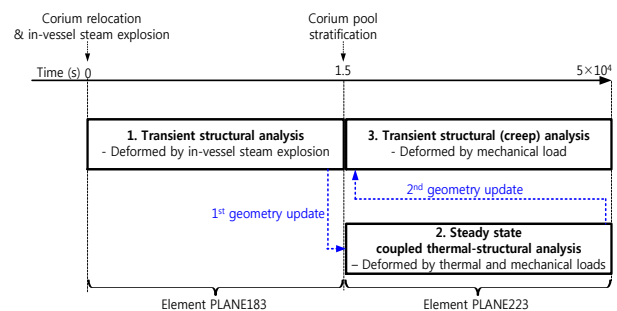 Corium relocation
& in-vessel steam explosion
Corium pool
stratification
Time (s) 0
1.5
5×10⁴
1. Transient structural analysis
- Deformed by in-vessel steam explosion
3. Transient structural (creep) analysis
- Deformed by mechanical load
1st geometry update
2nd geometry update
2. Steady state
coupled thermal-structural analysis
– Deformed by thermal and mechanical loads
Element PLANE183
Element PLANE223